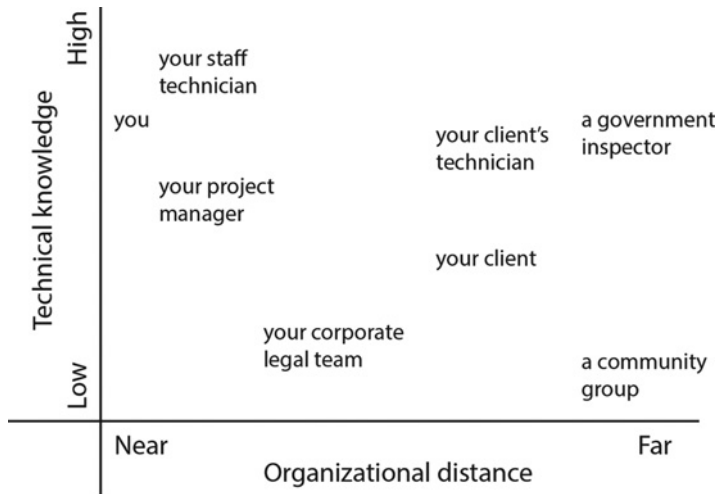 High
Technical knowledge
Low
your staff
technician
you
your client's
technician
a government
inspector
your project
manager
your client
your corporate
legal team
a community
group
Near
Far
Organizational distance